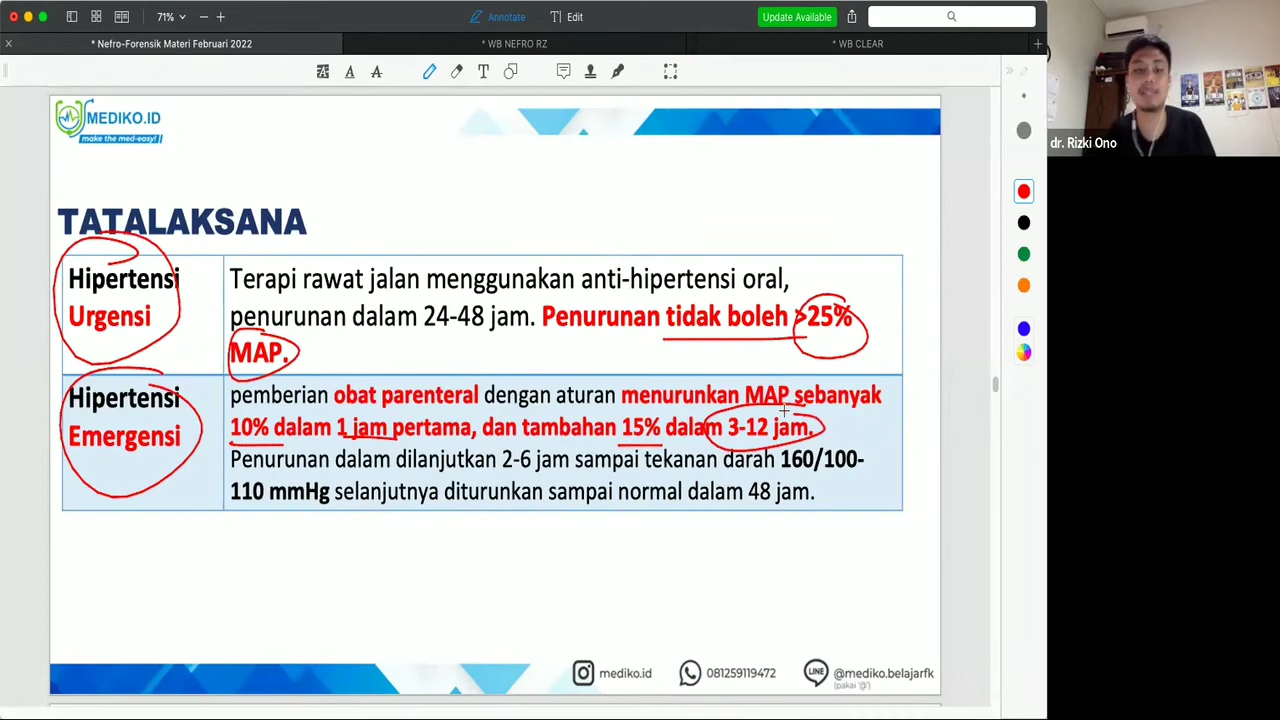 71%
Annotate
Edit
Update Available
* Nefro-Forensik Materi Februari 2022
* WB NEFRO RZ
* WB CLEAR
MEDIKO.ID
make the med-easy!
dr. Rizki Ono
TATALAKSANA
Hipertensi
Urgensi
Terapi rawat jalan menggunakan anti-hipertensi oral,
penurunan dalam 24-48 jam. Penurunan tidak boleh >25%
MAP.
Hipertensi
Emergensi
pemberian obat parenteral dengan aturan menurunkan MAP sebanyak
10% dalam 1 jam pertama, dan tambahan 15% dalam 3-12 jam.
Penurunan dalam dilanjutkan 2-6 jam sampai tekanan darah 160/100-
110 mmHg selanjutnya diturunkan sampai normal dalam 48 jam.
mediko.id
081259119472
LINE
@mediko.belajarfk
(pakai '@')